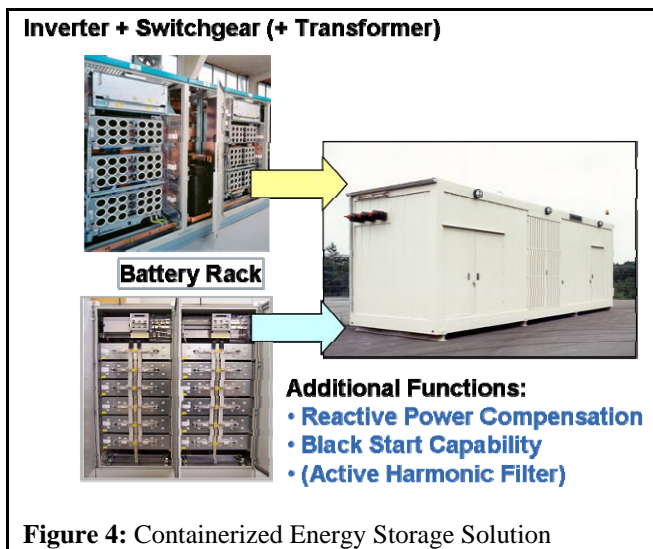 Inverter + Switchgear (+ Transformer)
Battery Rack
Additional Functions:
• Reactive Power Compensation
• Black Start Capability
• (Active Harmonic Filter)
Figure 4: Containerized Energy Storage Solution